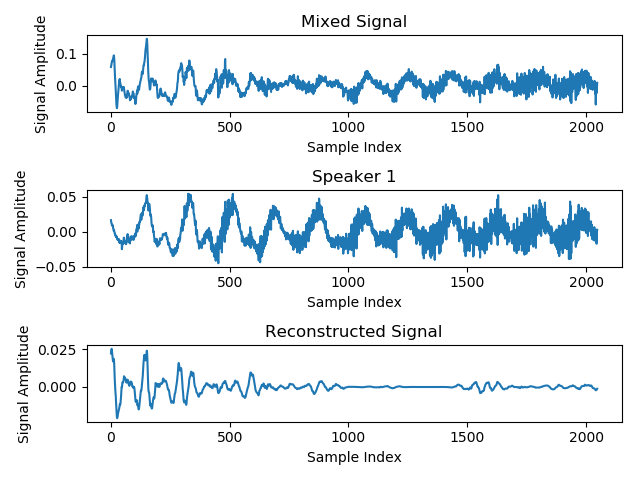 Mixed Signal
Signal Amplitude
0.1
0.0
0 500 1000 1500 2000
Sample Index
Speaker 1
Signal Amplitude
0.05
0.00
−0.05
0 500 1000 1500 2000
Sample Index
Reconstructed Signal
Signal Amplitude
0.025
0.000
0 500 1000 1500 2000
Sample Index